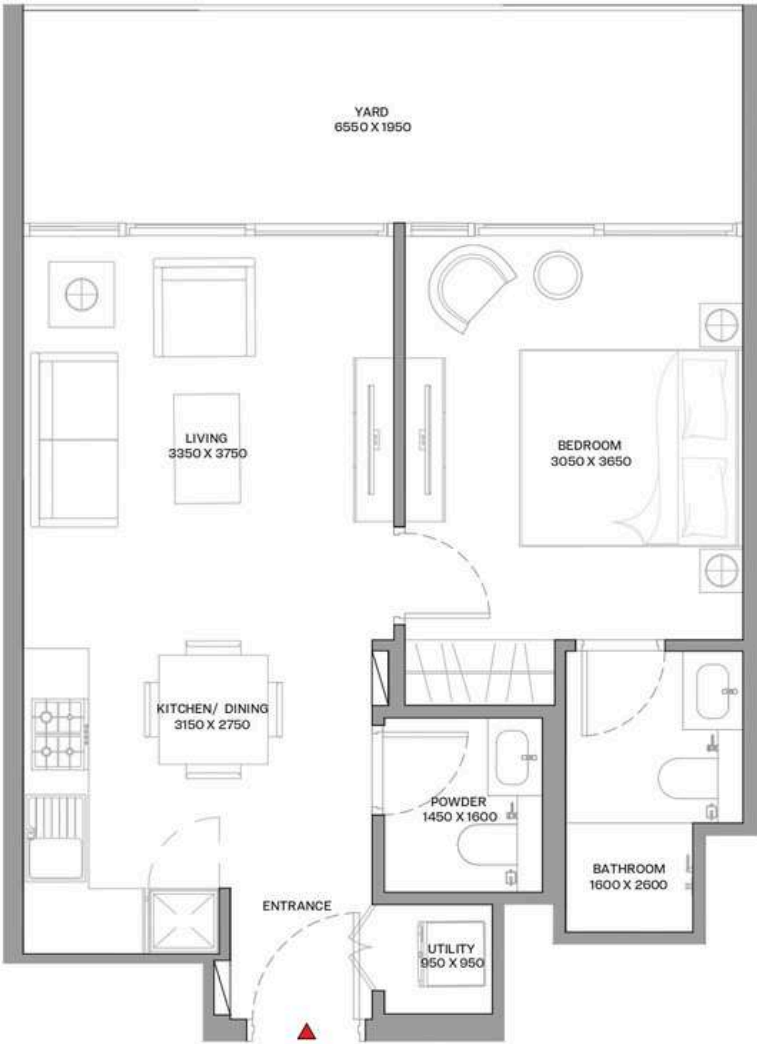 YARD
6550 X 1950
LIVING
3350 X 3750
BEDROOM
3050 X 3650
KITCHEN/ DINING
3150 X 2750
POWDER
1450 X 1600
BATHROOM
1600 X 2600
ENTRANCE
UTILITY
950 X 950